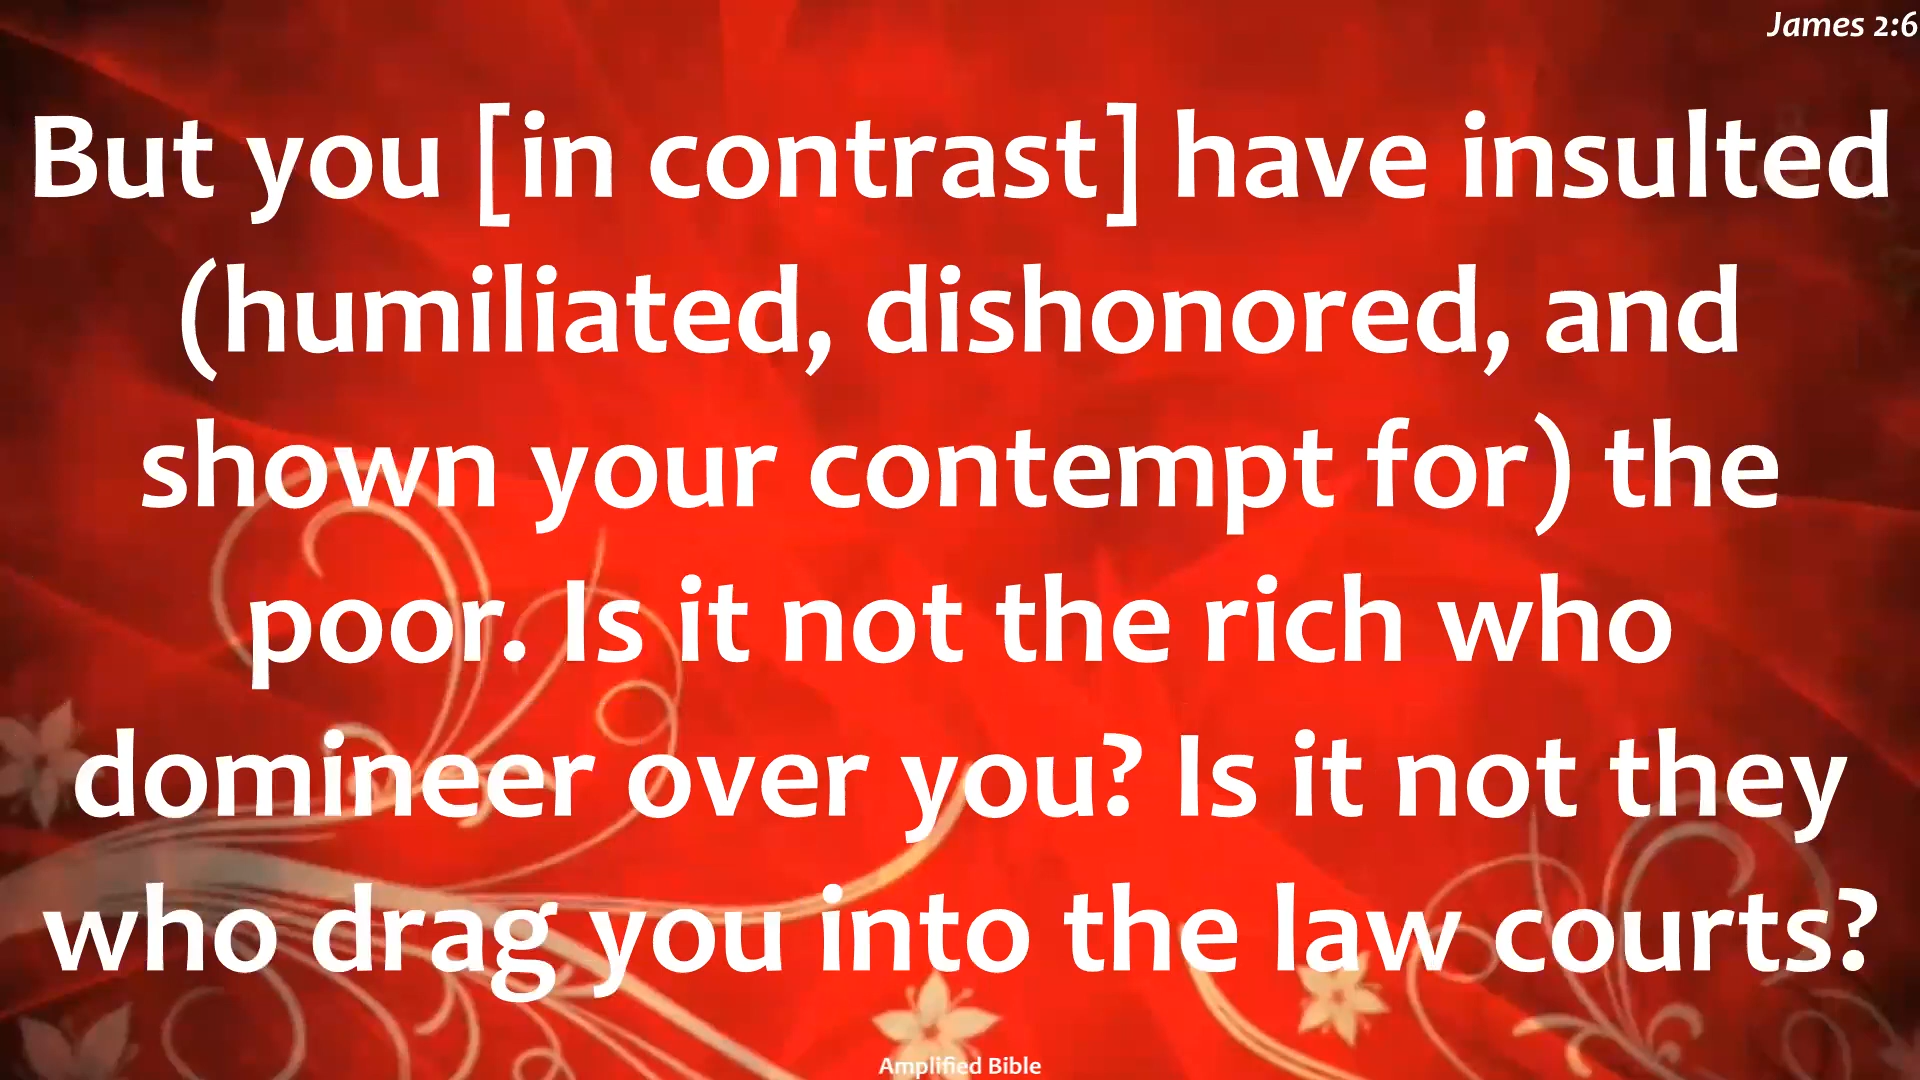 James 2:6
But you [in contrast] have insulted
(humiliated, dishonored, and
shown your contempt for) the
poor. Is it not the rich who
domineer over you? Is it not they
who drag you into the law courts?
Amplified Bible